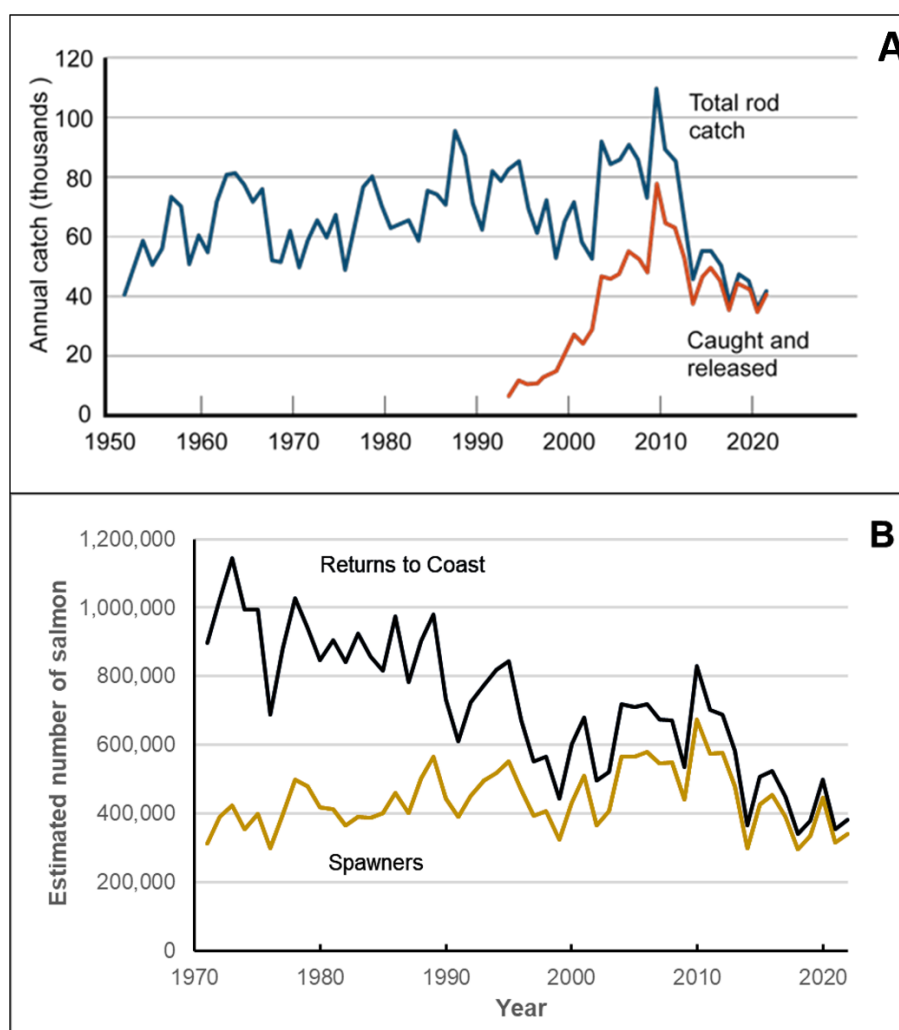 A
120
100
80
60
40
20
0
Annual catch (thousands )
Total rod
catch
Caught and
released
1950 1960 1970 1980 1990 2000 2010 2020
B
1,200,000
1,000,000
800,000
600,000
400,000
200,000
0
Estimated number of salmon
Returns to Coast
Spawners
1970 1980 1990 2000 2010 2020
Year